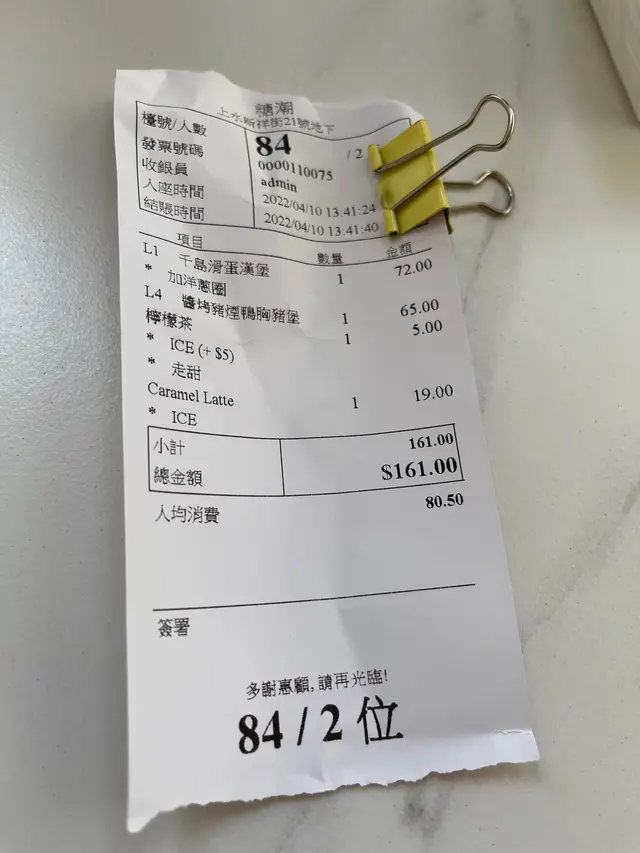 糖潮
上水新祥街21號地下
檯號/人數 84 / 2
發票號碼 0000110075
收銀員 admin
入座時間 2022/04/10 13:41:24
結賬時間 2022/04/10 13:41:40
項目 數量 金額
L1 千島滑蛋漢堡 1 72.00
* 加洋蔥圈
L4 醬烤豬煙鴨胸豬堡 1 65.00
檸檬茶 1 5.00
* ICE (+ $5)
* 走甜
Caramel Latte 1 19.00
* ICE
小計 161.00
總金額 $161.00
人均消費 80.50
簽署
多謝惠顧, 請再光臨!
84 / 2 位